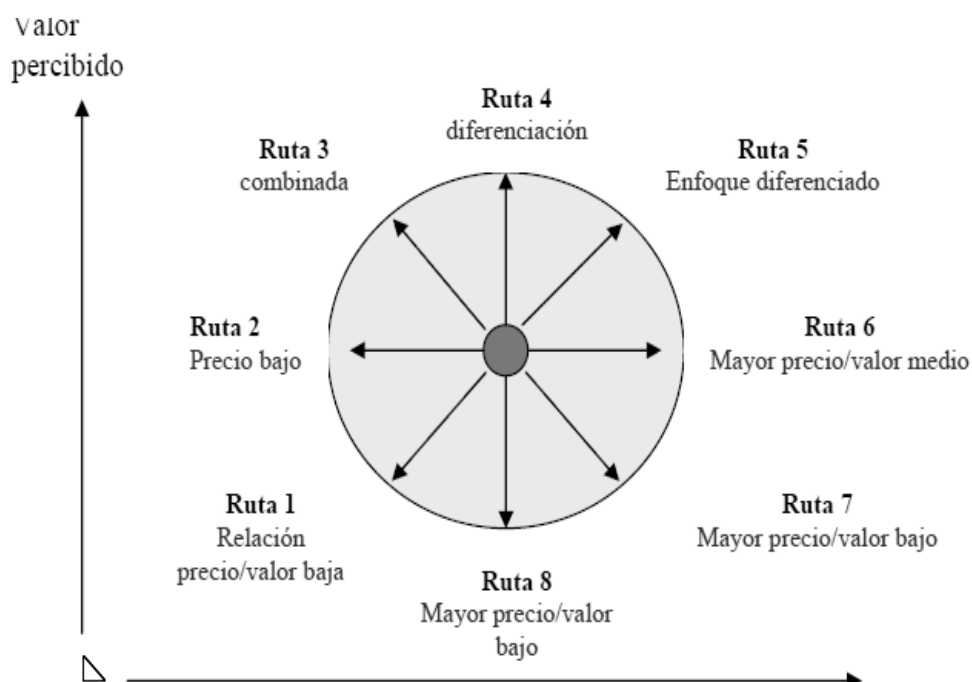 Valor
percibido
Ruta 4
diferenciación
Ruta 3
combinada
Ruta 5
Enfoque diferenciado
Ruta 2
Precio bajo
Ruta 6
Mayor precio/valor medio
Ruta 1
Relación
precio/valor baja
Ruta 7
Mayor precio/valor bajo
Ruta 8
Mayor precio/valor
bajo